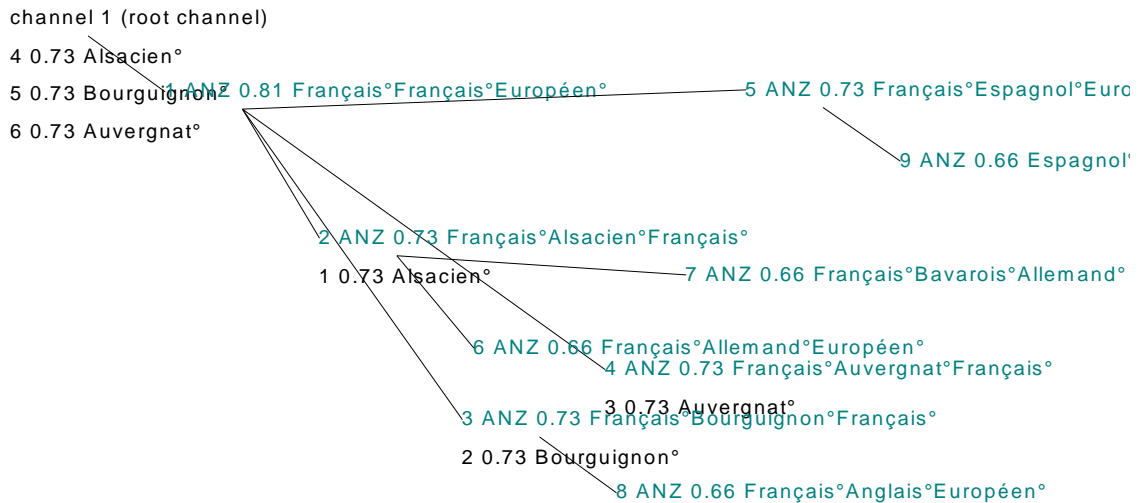 channel 1 (root channel)
4 0.73 Alsacien°
5 0.73 Bourguignon°
1 ANZ 0.81 Français°Français°Européen°
5 ANZ 0.73 Français°Espagnol°Euro
6 0.73 Auvergnat°
9 ANZ 0.66 Espagnol°
2 ANZ 0.73 Français°Alsacien°Français°
1 0.73 Alsacien°
7 ANZ 0.66 Français°Bavarois°Allemand°
6 ANZ 0.66 Français°Allemand°Européen°
4 ANZ 0.73 Français°Auvergnat°Français°
3 0.73 Auvergnat°
3 ANZ 0.73 Français°Bourguignon°Français°
2 0.73 Bourguignon°
8 ANZ 0.66 Français°Anglais°Européen°